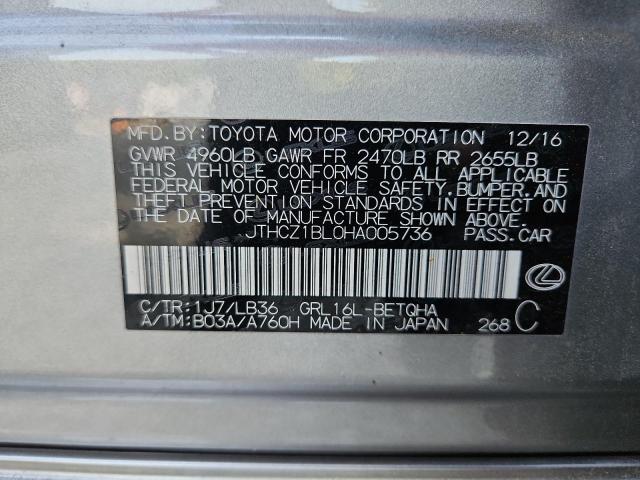 MFD.BY:TOYOTA MOTOR CORPORATION 12/16
GVWR 4960LB GAWR FR 2470LB RR 2655LB
THIS VEHICLE CONFORMS TO ALL APPLICABLE
FEDERAL MOTOR VEHICLE SAFETY,BUMPER,AND
THEFT PREVENTION STANDARDS IN EFFECT ON
THE DATE OF MANUFACTURE SHOWN ABOVE.
JTHCZ1BL0HA005736 PASS.CAR
C/TR:1J7/LB36 GRL16L-BETQHA
A/TM:B03A/A760H MADE IN JAPAN 268 C